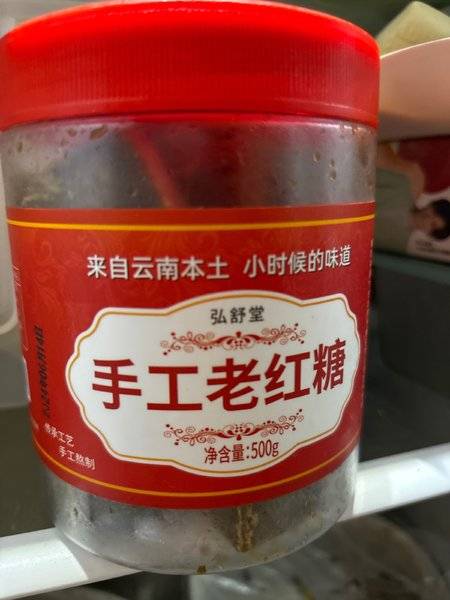 来自云南本土 小时候的味道
弘舒堂
手工老红糖
净含量:500g
传承工艺
手工熬制